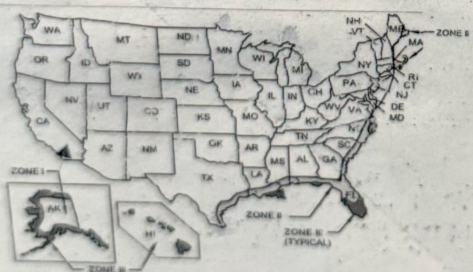 NH
VT
ME
ZONE II
WA
MT
ND
MN
MA
OR
ID
SD
WI
MI
NY
WY
RI
CT
NE
IA
PA
NJ
NV
UT
CO
IL
IN
OH
DE
CA
KS
MO
WV
VA
MD
KY
NC
AZ
NM
OK
AR
TN
SC
MS
AL
GA
TX
LA
ZONE I
FL
AK
HI
ZONE II
ZONE III
(TYPICAL)
ZONE III